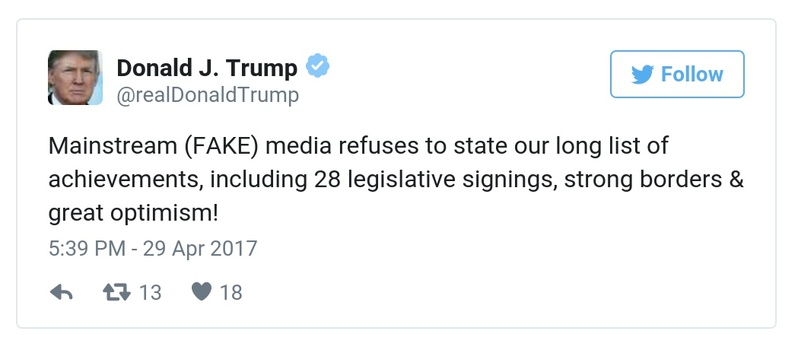 Donald J. Trump
@realDonaldTrump
Follow
Mainstream (FAKE) media refuses to state our long list of
achievements, including 28 legislative signings, strong borders &
great optimism!
5:39 PM - 29 Apr 2017
13 18